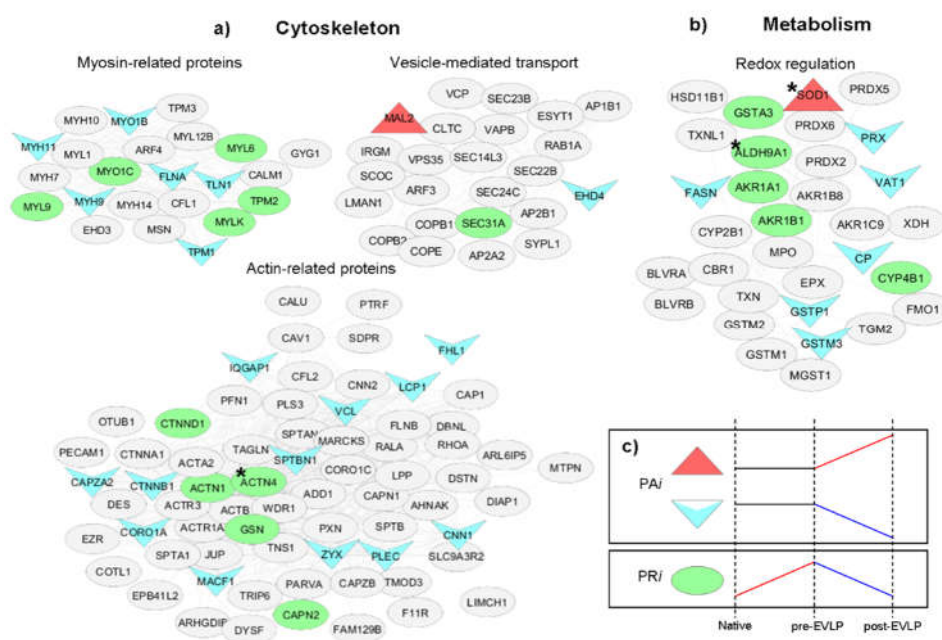 a) Cytoskeleton
b) Metabolism
Myosin-related proteins
MYO1B
TPM3
MYH10
MYH11
MYL12B
MYL6
MYL1
ARF4
GYG1
MYH7
MYO1C
FLNA
TLN1
CALM1
MYL9
MYH9
MYH14
CFL1
TPM2
MYLK
EHD3
MSN
TPM1
Vesicle-mediated transport
VCP
SEC23B
MAL2
ESYT1
AP1B1
CLTC
VAPB
IRGM
RAB1A
VPS35
SEC14L3
SCOC
SEC22B
ARF3
SEC24C
EHD4
LMAN1
COPB1
SEC31A
AP2B1
COPB2
COPE
SYPL1
AP2A2
Redox regulation
*
SOD1
PRDX5
HSD11B1
GSTA3
TXNL1
PRDX6
PRX
*
ALDH9A1
PRDX2
FASN
AKR1A1
VAT1
AKR1B8
AKR1B1
AKR1C9
XDH
CYP2B1
MPO
CP
BLVRA
CBR1
CYP4B1
EPX
BLVRB
TXN
GSTP1
FMO1
GSTM2
TGM2
GSTM3
GSTM1
MGST1
Actin-related proteins
CALU
PTRF
CAV1
SDPR
FHL1
IQGAP1
CFL2
CNN2
LCP1
PFN1
PLS3
CAP1
VCL
OTUB1
CTNND1
FLNB
DBNL
SPTAN
MARCKS
RALA
RHOA
TAGLN
PECAM1
CTNNA1
ARL6IP5
*
SPTBN1
ACTA2
CORO1C
LPP
MTPN
CAPZA2
CTNNB1
ACTN1
ACTN4
DSTN
ADD1
CAPN1
DES
ACTR3
ACTB
WDR1
AHNAK
DIAP1
GSN
EZR
CORO1A
ACTR1A
PXN
SPTB
CNN1
TNS1
SPTA1
JUP
ZYX
PLEC
SLC9A3R2
COTL1
MACF1
EPB41L2
TRIP6
PARVA
CAPZB
TMOD3
LIMCH1
CAPN2
F11R
ARHGDIP
DYSF
FAM129B
c)
PAi
PRi
Native
pre-EVLP
post-EVLP